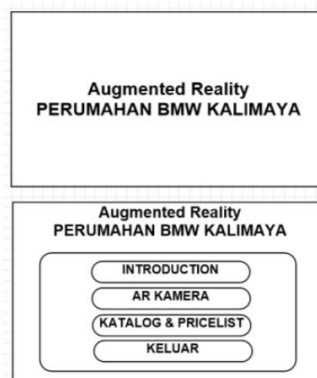 Augmented Reality
PERUMAHAN BMW KALIMAYA
Augmented Reality
PERUMAHAN BMW KALIMAYA
INTRODUCTION
AR KAMERA
KATALOG & PRICELIST
KELUAR